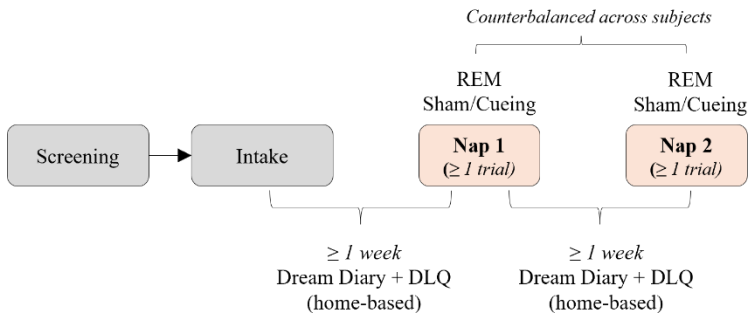 Counterbalanced across subjects
REM
Sham/Cueing
REM
Sham/Cueing
Screening
Intake
Nap 1
(≥ 1 trial)
Nap 2
(≥ 1 trial)
≥ 1 week
Dream Diary + DLQ
(home-based)
≥ 1 week
Dream Diary + DLQ
(home-based)